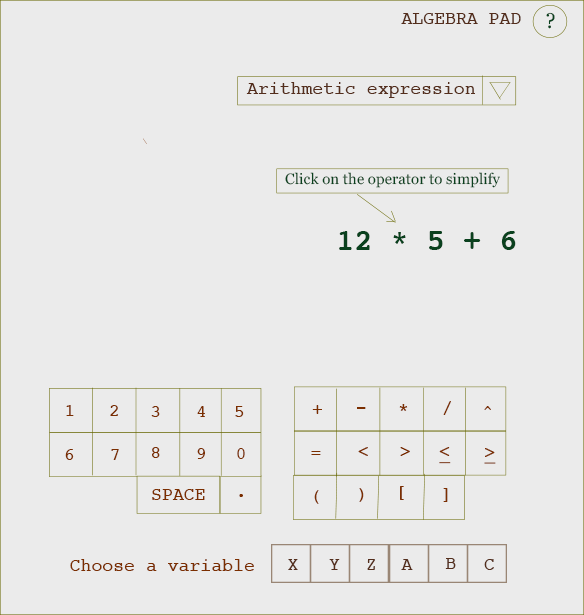 ALGEBRA PAD ?
Arithmetic expression
Click on the operator to simplify
12 * 5 + 6
1 2 3 4 5
+ - * / ^
6 7 8 9 0
= < > ≤ ≥
SPACE .
( ) [ ]
Choose a variable X Y Z A B C